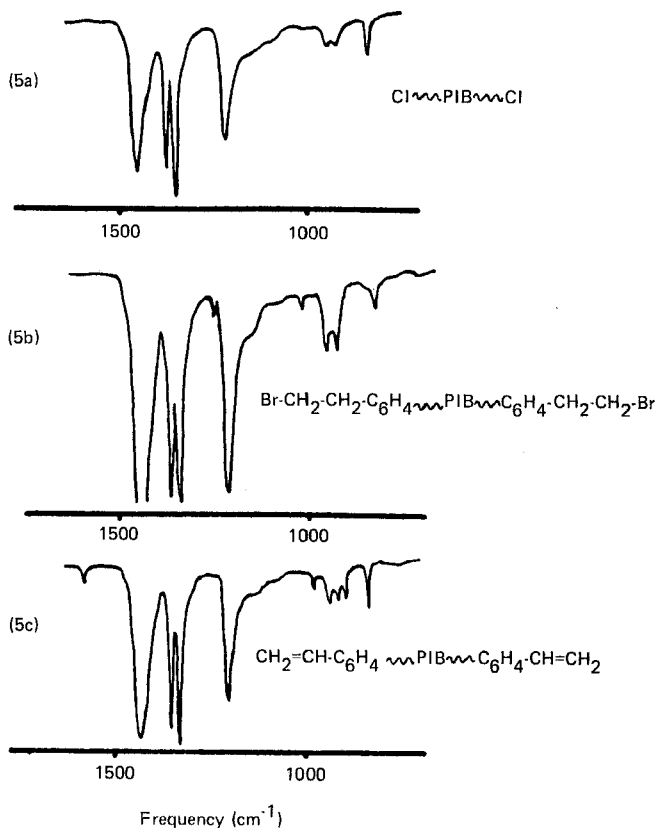 (5a)
Cl~~~PIB~~~Cl
1500 1000
(5b)
Br-CH₂-CH₂-C₆H₄~~~PIB~~~C₆H₄-CH₂-CH₂-Br
1500 1000
(5c)
CH₂=CH-C₆H₄ ~~~PIB~~~C₆H₄-CH=CH₂
1500 1000
Frequency (cm⁻¹)